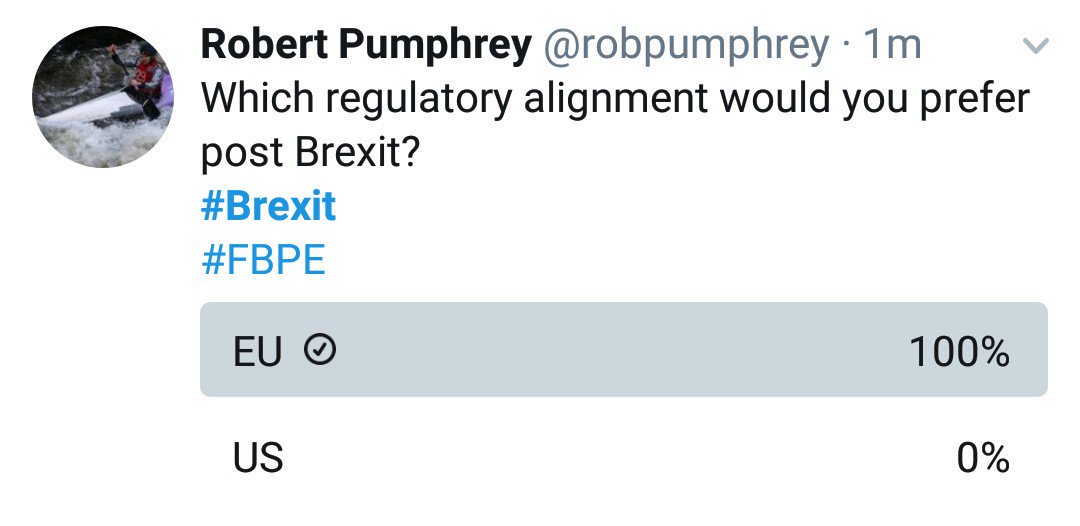 Robert Pumphrey @robpumphrey · 1m
Which regulatory alignment would you prefer
post Brexit?
#Brexit
#FBPE
EU 100%
US 0%